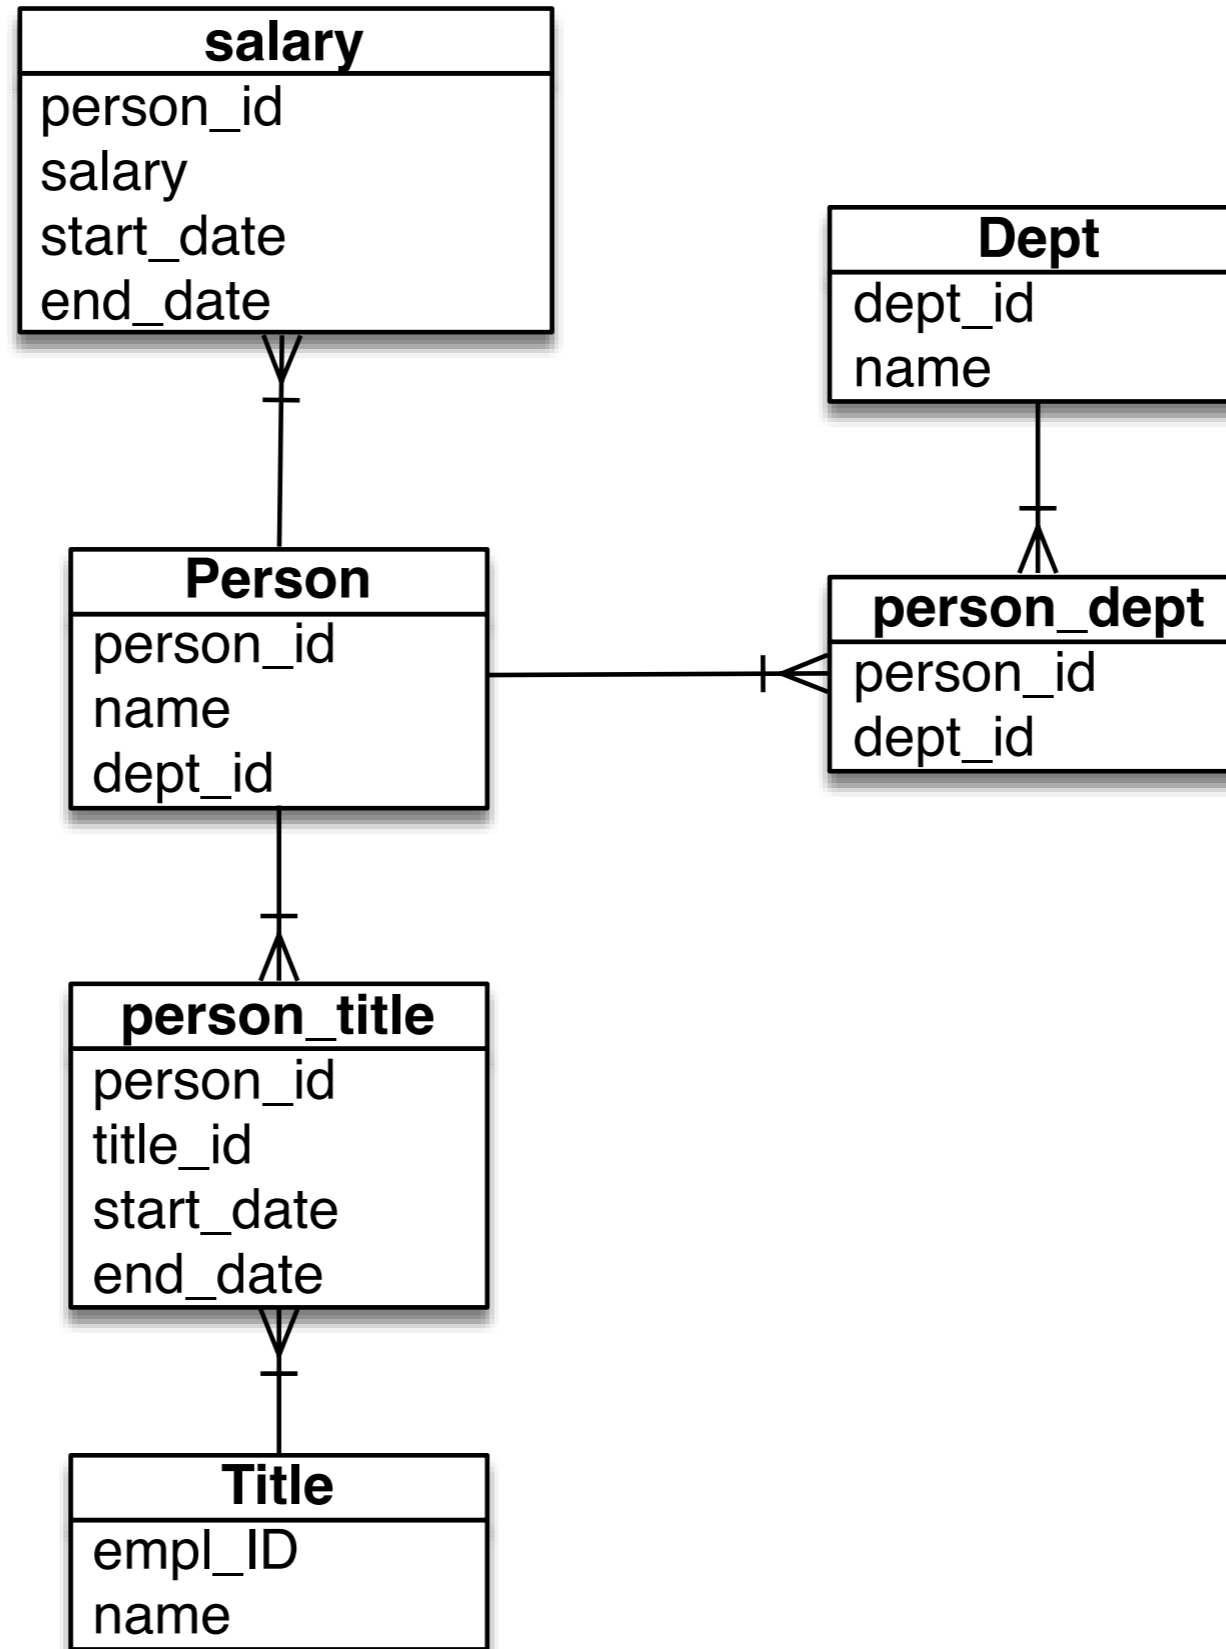 salary
person_id
salary
start_date
end_date
Dept
dept_id
name
Person
person_id
name
dept_id
person_dept
person_id
dept_id
person_title
person_id
title_id
start_date
end_date
Title
empl_ID
name